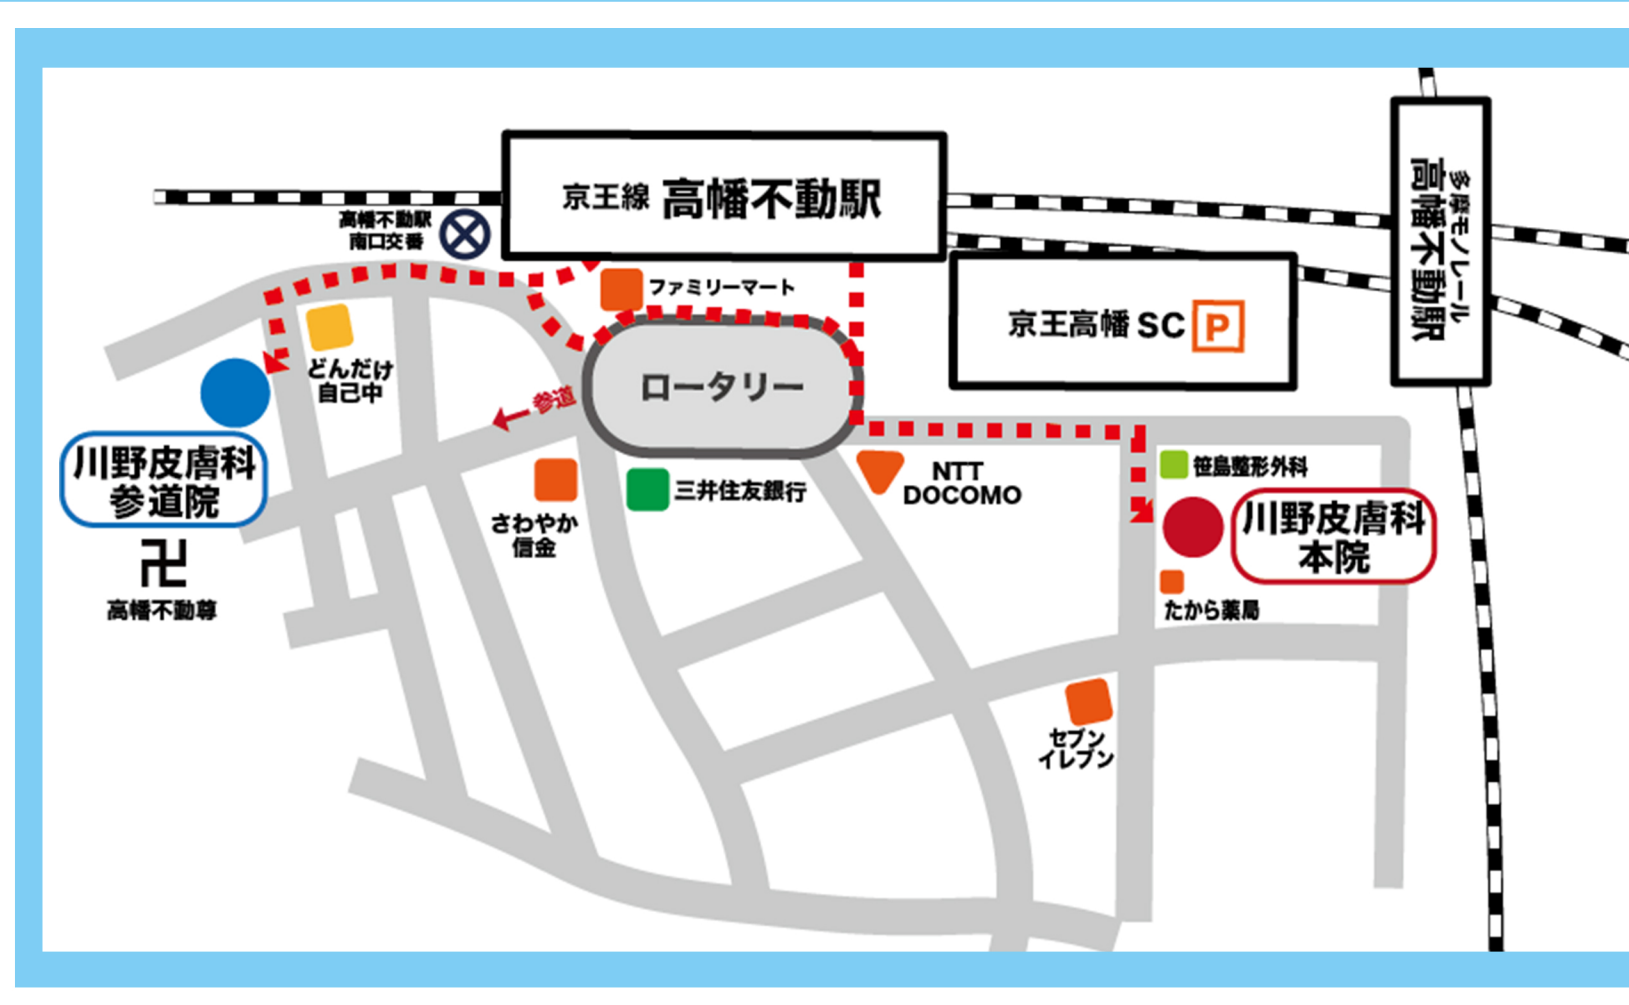 京王線 高幡不動駅
多摩モノレール
高幡不動駅
高幡不動駅
南口交番
ファミリーマート
京王高幡 SC P
どんだけ
自己中
ロータリー
参道
川野皮膚科
参道院
卍
高幡不動尊
さわやか
信金
三井住友銀行
NTT
DOCOMO
笹島整形外科
川野皮膚科
本院
たから薬局
セブン
イレブン